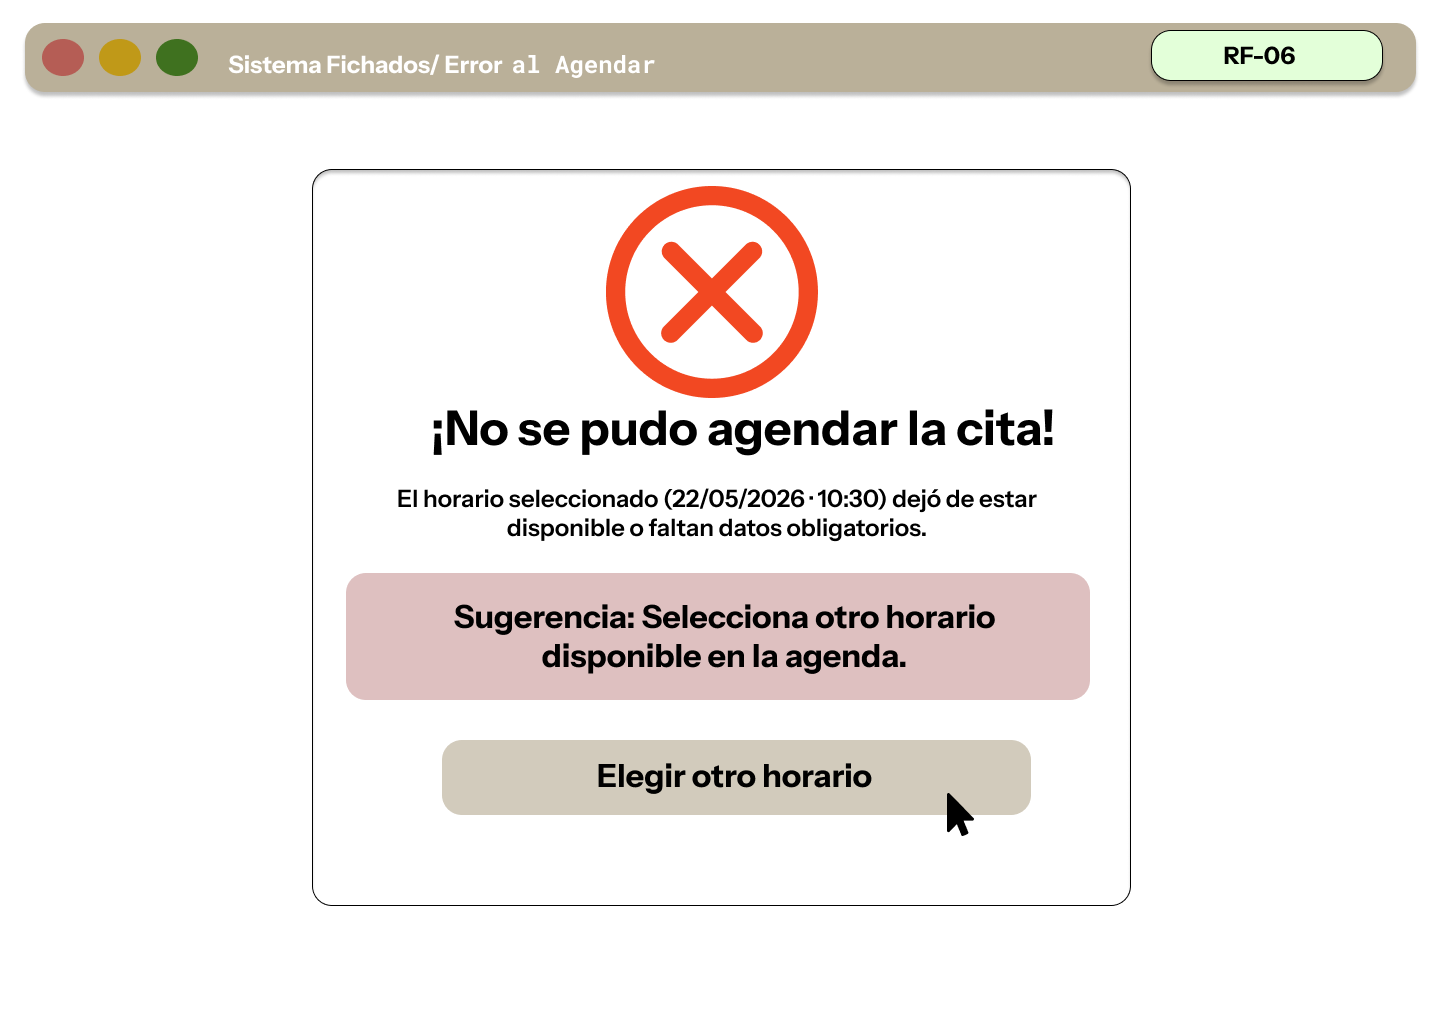 Sistema Fichados/ Error al Agendar
RF-06
¡No se pudo agendar la cita!
El horario seleccionado (22/05/2026 · 10:30) dejó de estar
disponible o faltan datos obligatorios.
Sugerencia: Selecciona otro horario
disponible en la agenda.
Elegir otro horario